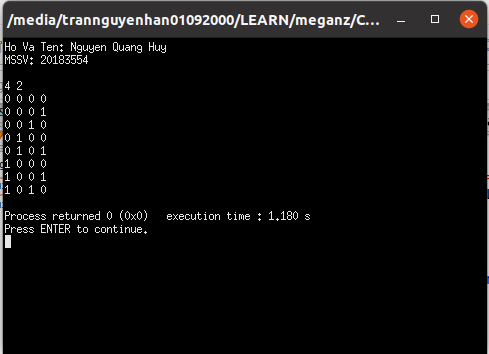 /media/trannguyenhan01092000/LEARN/meganz/C...
Ho Va Ten: Nguyen Quang Huy
MSSV: 20183554
4 2
0 0 0 0
0 0 0 1
0 0 1 0
0 1 0 0
0 1 0 1
1 0 0 0
1 0 0 1
1 0 1 0
Process returned 0 (0x0)   execution time : 1.180 s
Press ENTER to continue.